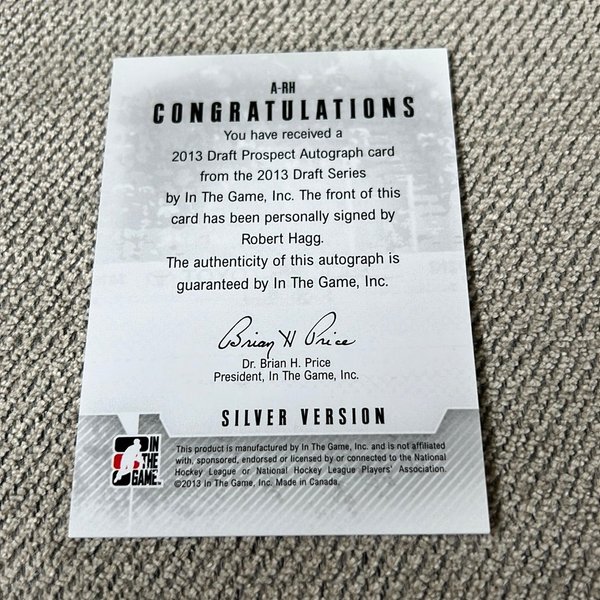 A-RH
CONGRATULATIONS
You have received a
2013 Draft Prospect Autograph card
from the 2013 Draft Series
by In The Game, Inc. The front of this
card has been personally signed by
Robert Hagg.
The authenticity of this autograph is
guaranteed by In The Game, Inc.
Brian H Price
Dr. Brian H. Price
President, In The Game, Inc.
SILVER VERSION
IN
THE
GAME
This product is manufactured by In The Game, Inc. and is not affiliated
with, sponsored, endorsed or licensed by or connected to the National
Hockey League or National Hockey League Players' Association.
©2013 In The Game, Inc. Made in Canada.